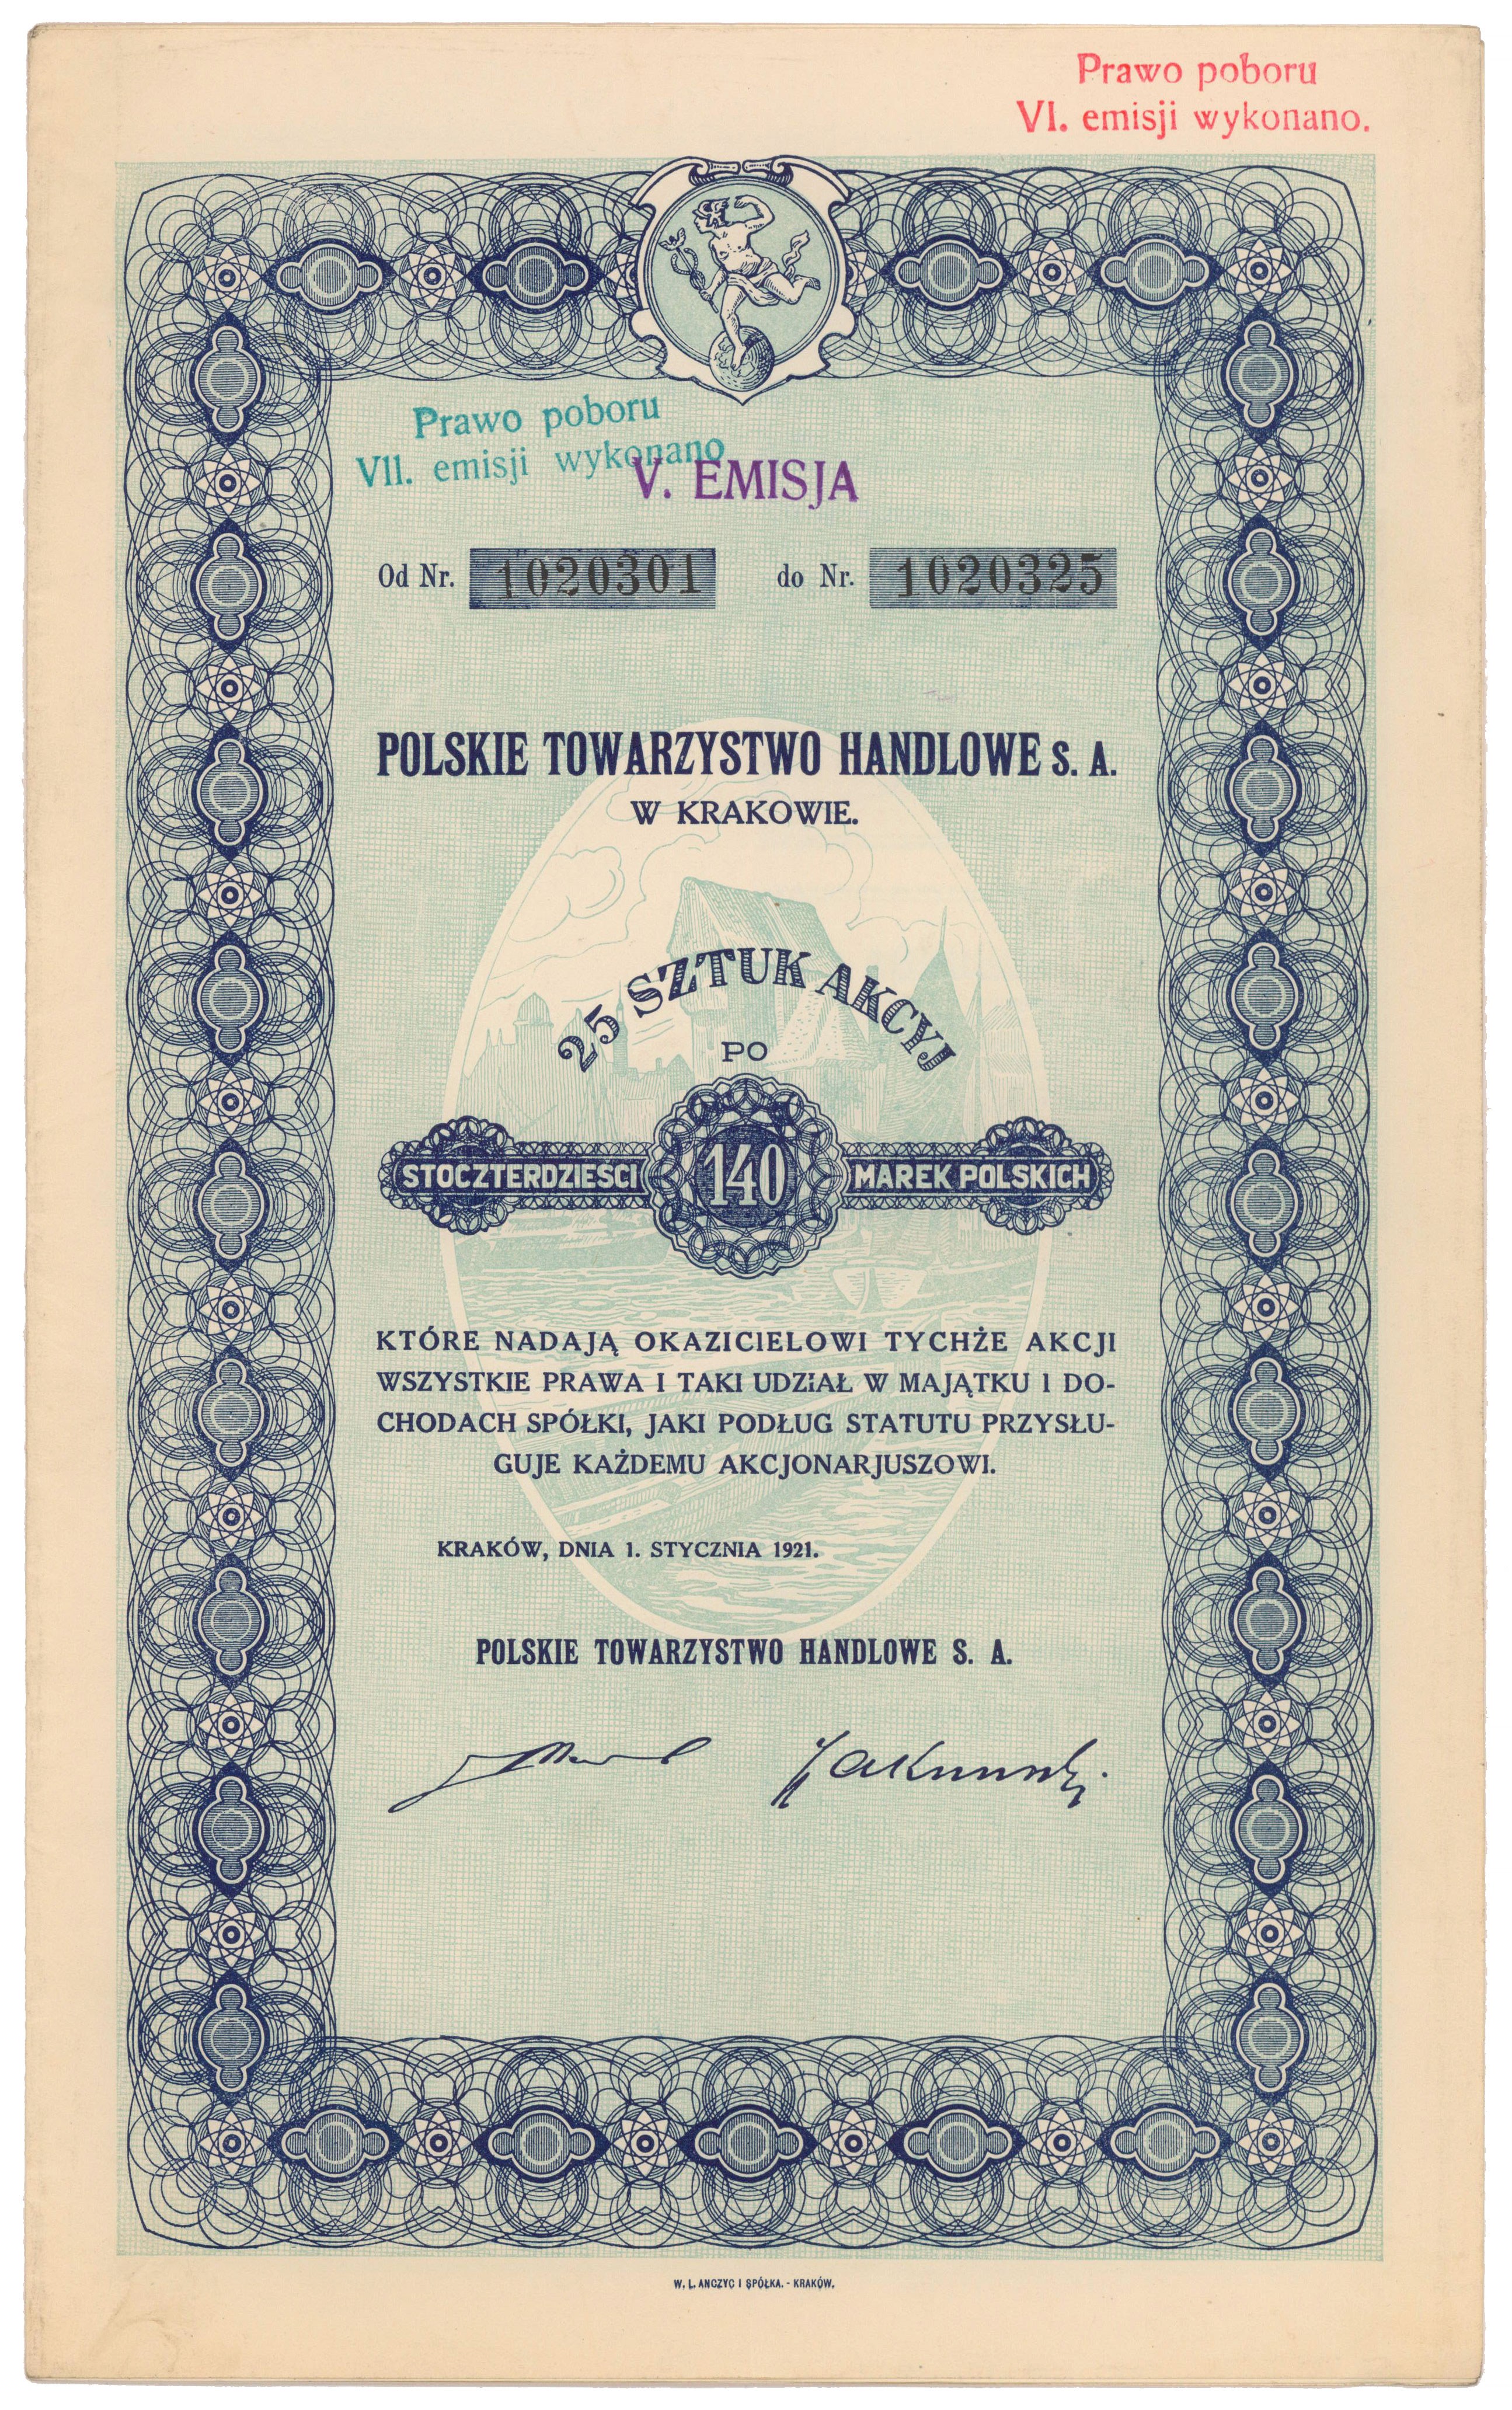 Prawo poboru
VI. emisji wykonano.
Prawo poboru
VII. emisji wykonano
V. EMISJA
Od Nr. 1020301 do Nr. 1020325
POLSKIE TOWARZYSTWO HANDLOWE S. A.
W KRAKOWIE.
25 SZTUK AKCYJ
PO
STOCZTERDZIEŚCI 140 MAREK POLSKICH
KTÓRE NADAJĄ OKAZICIELOWI TYCHŻE AKCJI
WSZYSTKIE PRAWA I TAKI UDZIAŁ W MAJĄTKU I DO-
CHODACH SPÓŁKI, JAKI PODŁUG STATUTU PRZYSŁU-
GUJE KAŻDEMU AKCJONARJUSZOWI.
KRAKÓW, DNIA 1. STYCZNIA 1921.
POLSKIE TOWARZYSTWO HANDLOWE S. A.
W. L. ANCZYC I SPÓŁKA. - KRAKÓW.